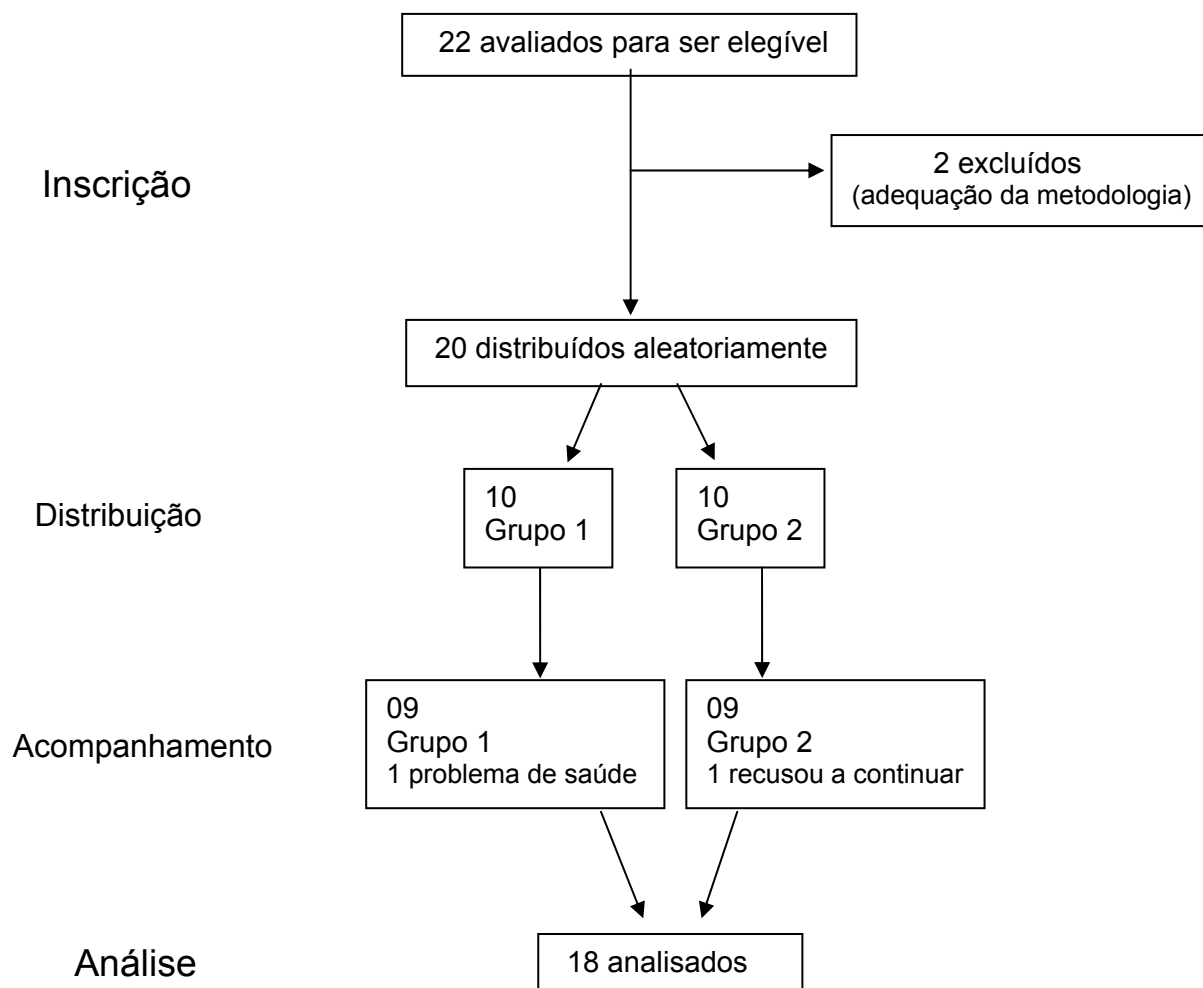 22 avaliados para ser elegível
Inscrição
2 excluídos
(adequação da metodologia)
20 distribuídos aleatoriamente
Distribuição
10
Grupo 1
10
Grupo 2
Acompanhamento
09
Grupo 1
1 problema de saúde
09
Grupo 2
1 recusou a continuar
Análise
18 analisados